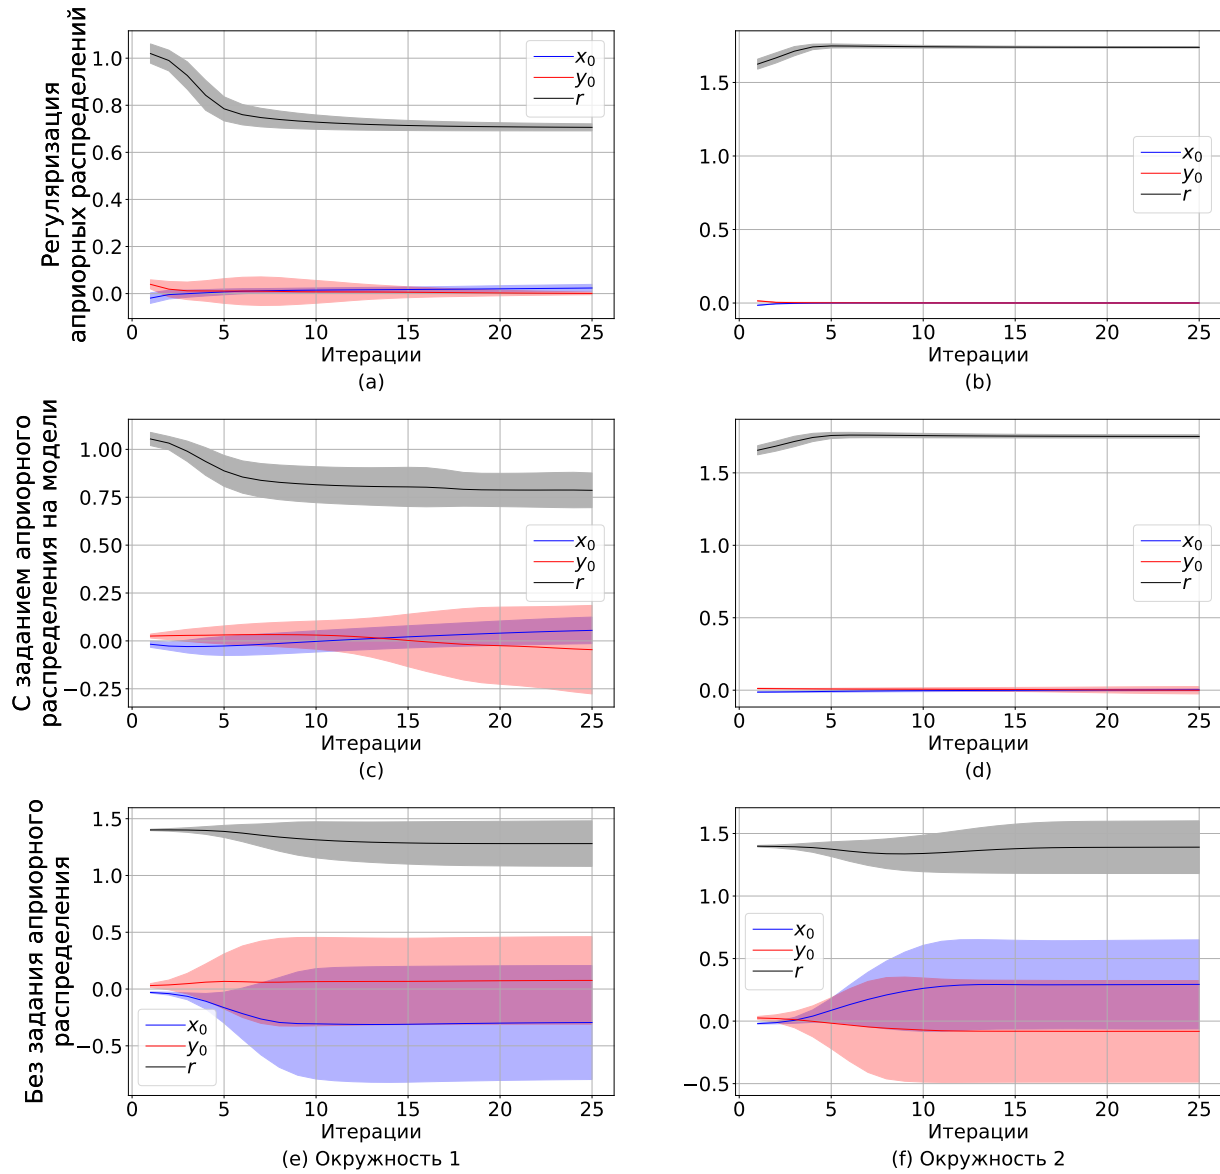 Регуляризация
априорных распределений
1.0
0.8
0.6
0.4
0.2
0.0
x₀
y₀
r
0 5 10 15 20 25
Итерации
(a)
1.5
1.0
0.5
0.0
x₀
y₀
r
0 5 10 15 20 25
Итерации
(b)
С заданием априорного
распределения на модели
1.00
0.75
0.50
0.25
0.00
−0.25
x₀
y₀
r
0 5 10 15 20 25
Итерации
(c)
1.5
1.0
0.5
0.0
x₀
y₀
r
0 5 10 15 20 25
Итерации
(d)
Без задания априорного
распределения
1.5
1.0
0.5
0.0
−0.5
x₀
y₀
r
0 5 10 15 20 25
Итерации
(e) Окружность 1
1.5
1.0
0.5
0.0
−0.5
x₀
y₀
r
0 5 10 15 20 25
Итерации
(f) Окружность 2